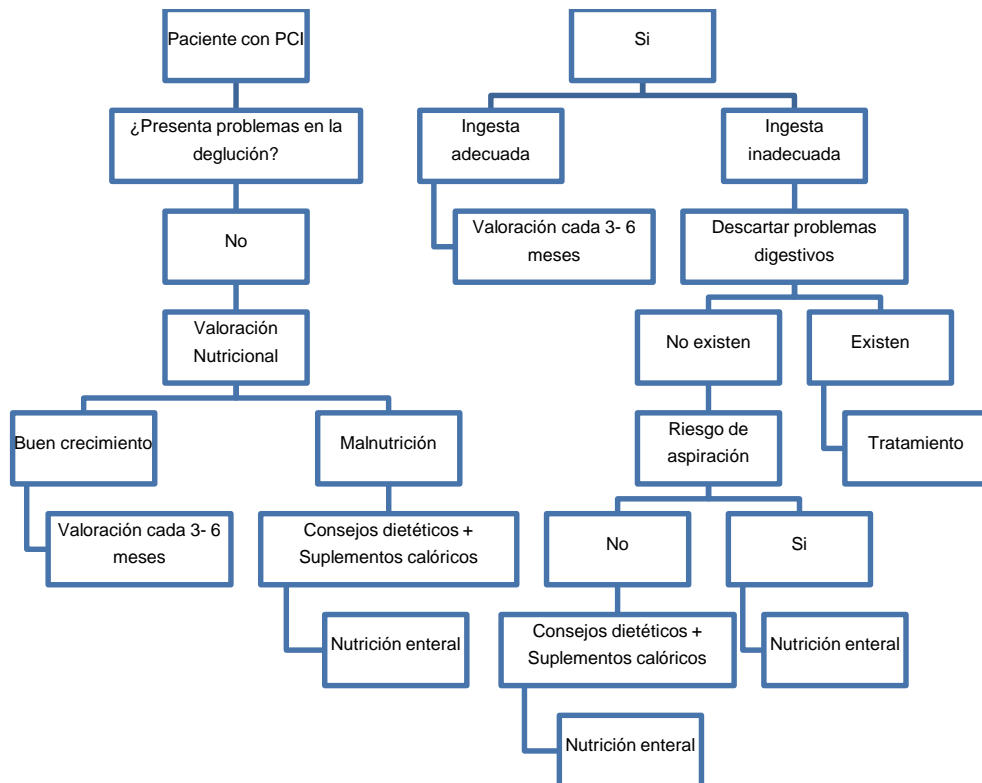 Paciente con PCI
¿Presenta problemas en la
deglución?
No
Valoración
Nutricional
Buen crecimiento
Valoración cada 3- 6
meses
Malnutrición
Consejos dietéticos +
Suplementos calóricos
Nutrición enteral
Si
Ingesta
adecuada
Valoración cada 3- 6
meses
Ingesta
inadecuada
Descartar problemas
digestivos
No existen
Riesgo de
aspiración
No
Consejos dietéticos +
Suplementos calóricos
Nutrición enteral
Si
Nutrición enteral
Existen
Tratamiento